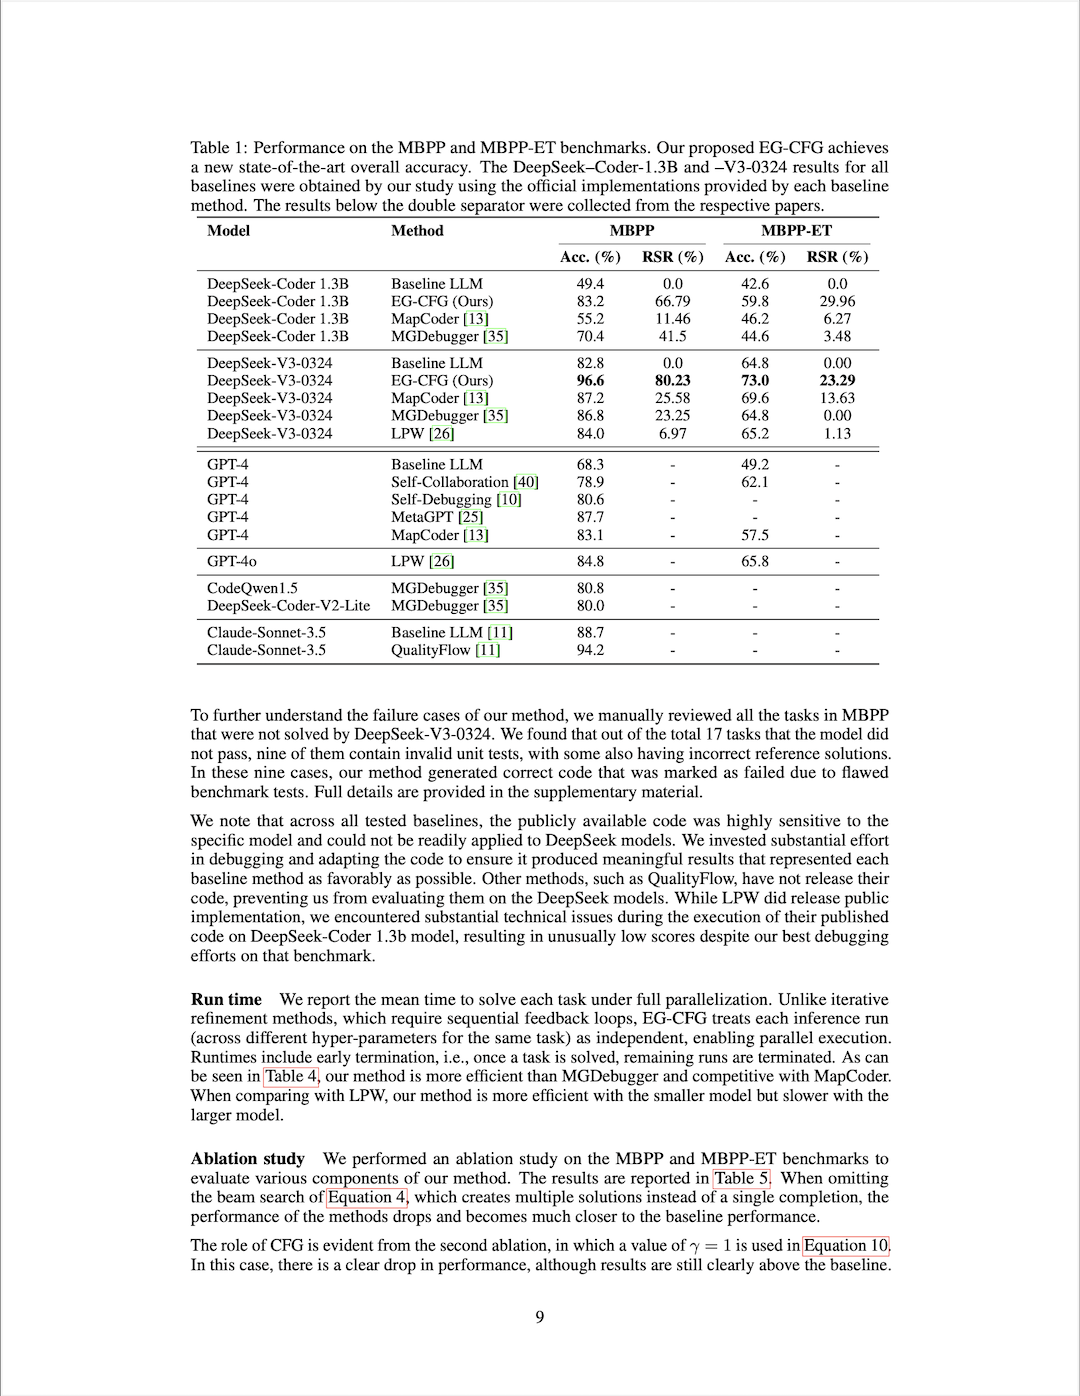 Table 1: Performance on the MBPP and MBPP-ET benchmarks. Our proposed EG-CFG achieves
a new state-of-the-art overall accuracy. The DeepSeek–Coder-1.3B and –V3-0324 results for all
baselines were obtained by our study using the official implementations provided by each baseline
method. The results below the double separator were collected from the respective papers.
Model Method MBPP MBPP-ET
Acc. (%) RSR (%) Acc. (%) RSR (%)
DeepSeek-Coder 1.3B Baseline LLM 49.4 0.0 42.6 0.0
DeepSeek-Coder 1.3B EG-CFG (Ours) 83.2 66.79 59.8 29.96
DeepSeek-Coder 1.3B MapCoder [13] 55.2 11.46 46.2 6.27
DeepSeek-Coder 1.3B MGDebugger [35] 70.4 41.5 44.6 3.48
DeepSeek-V3-0324 Baseline LLM 82.8 0.0 64.8 0.00
DeepSeek-V3-0324 EG-CFG (Ours) 96.6 80.23 73.0 23.29
DeepSeek-V3-0324 MapCoder [13] 87.2 25.58 69.6 13.63
DeepSeek-V3-0324 MGDebugger [35] 86.8 23.25 64.8 0.00
DeepSeek-V3-0324 LPW [26] 84.0 6.97 65.2 1.13
GPT-4 Baseline LLM 68.3 - 49.2 -
GPT-4 Self-Collaboration [40] 78.9 - 62.1 -
GPT-4 Self-Debugging [10] 80.6 - - -
GPT-4 MetaGPT [25] 87.7 - - -
GPT-4 MapCoder [13] 83.1 - 57.5 -
GPT-4o LPW [26] 84.8 - 65.8 -
CodeQwen1.5 MGDebugger [35] 80.8 - - -
DeepSeek-Coder-V2-Lite MGDebugger [35] 80.0 - - -
Claude-Sonnet-3.5 Baseline LLM [11] 88.7 - - -
Claude-Sonnet-3.5 QualityFlow [11] 94.2 - - -
To further understand the failure cases of our method, we manually reviewed all the tasks in MBPP
that were not solved by DeepSeek-V3-0324. We found that out of the total 17 tasks that the model did
not pass, nine of them contain invalid unit tests, with some also having incorrect reference solutions.
In these nine cases, our method generated correct code that was marked as failed due to flawed
benchmark tests. Full details are provided in the supplementary material.
We note that across all tested baselines, the publicly available code was highly sensitive to the
specific model and could not be readily applied to DeepSeek models. We invested substantial effort
in debugging and adapting the code to ensure it produced meaningful results that represented each
baseline method as favorably as possible. Other methods, such as QualityFlow, have not release their
code, preventing us from evaluating them on the DeepSeek models. While LPW did release public
implementation, we encountered substantial technical issues during the execution of their published
code on DeepSeek-Coder 1.3b model, resulting in unusually low scores despite our best debugging
efforts on that benchmark.
Run time We report the mean time to solve each task under full parallelization. Unlike iterative
refinement methods, which require sequential feedback loops, EG-CFG treats each inference run
(across different hyper-parameters for the same task) as independent, enabling parallel execution.
Runtimes include early termination, i.e., once a task is solved, remaining runs are terminated. As can
be seen in Table 4, our method is more efficient than MGDebugger and competitive with MapCoder.
When comparing with LPW, our method is more efficient with the smaller model but slower with the
larger model.
Ablation study We performed an ablation study on the MBPP and MBPP-ET benchmarks to
evaluate various components of our method. The results are reported in Table 5. When omitting
the beam search of Equation 4, which creates multiple solutions instead of a single completion, the
performance of the methods drops and becomes much closer to the baseline performance.
The role of CFG is evident from the second ablation, in which a value of γ = 1 is used in Equation 10.
In this case, there is a clear drop in performance, although results are still clearly above the baseline.
9